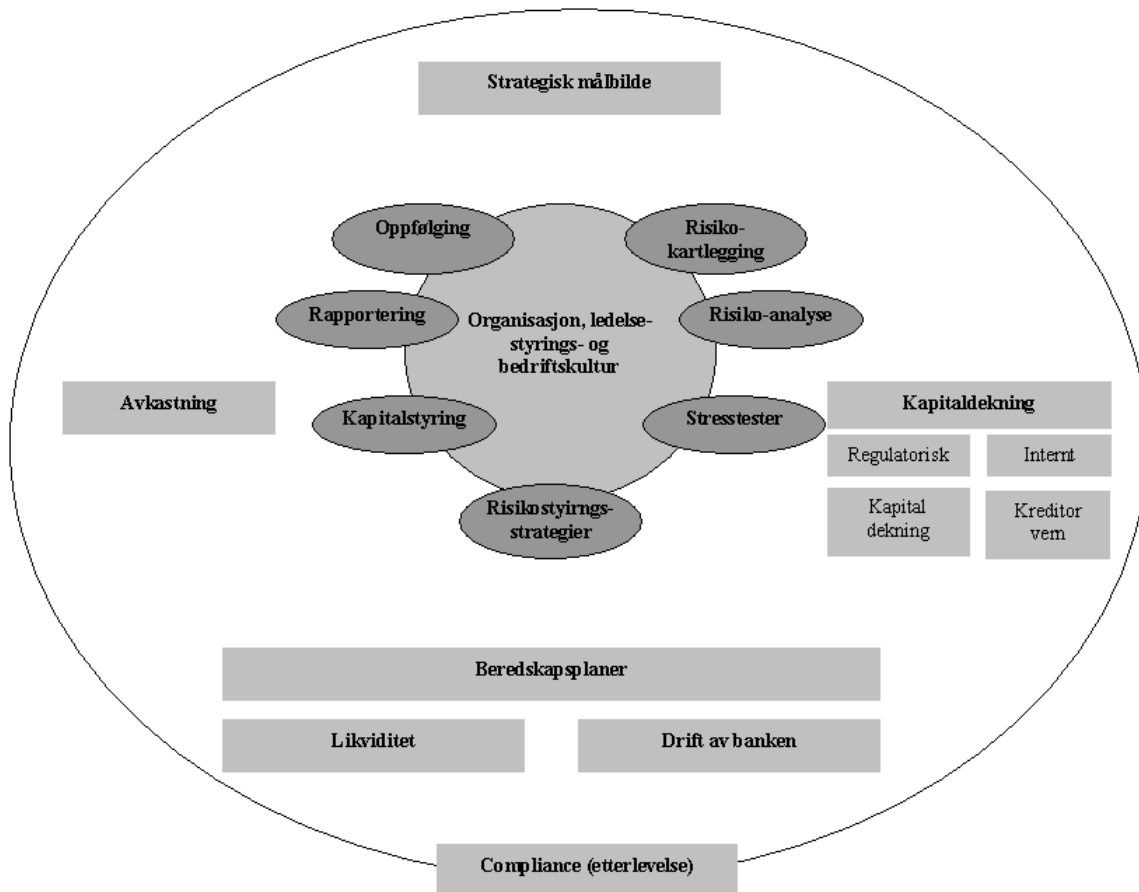 Strategisk målbilde
Oppfølging
Risiko-
kartlegging
Rapportering
Organisasjon, ledelse-
styrings- og
bedriftskultur
Risiko-analyse
Avkastning
Kapitalstyring
Stresstester
Kapitaldekning
Regulatorisk
Internt
Kapital
dekning
Kreditor
vern
Risikostyirngs-
strategier
Beredskapsplaner
Likviditet
Drift av banken
Compliance (etterlevelse)